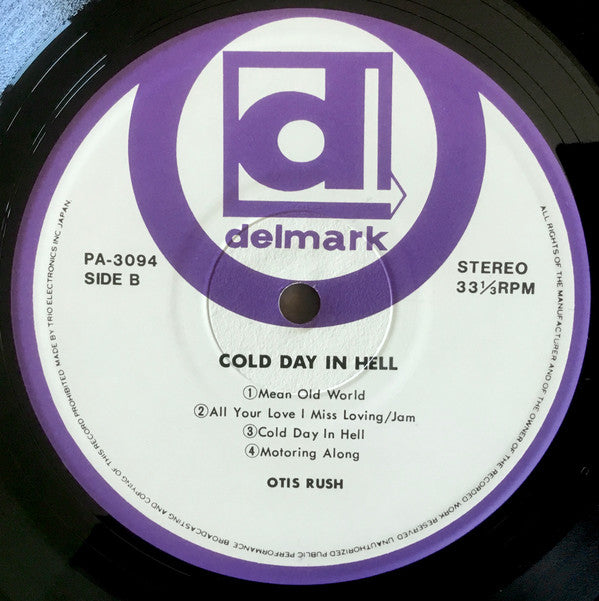 d
delmark
PA-3094
SIDE B
STEREO
33⅓RPM
COLD DAY IN HELL
①Mean Old World
②All Your Love I Miss Loving/Jam
③Cold Day In Hell
④Motoring Along
OTIS RUSH
ALL RIGHTS OF THE MANUFACTURER AND OF THE OWNER OF THE RECORDED WORK RESERVED UNAUTHORIZED PUBLIC PERFORMANCE BROADCASTING AND COPYING OF THIS RECORD PROHIBITED MADE BY TRIO ELECTRONICS INC JAPAN